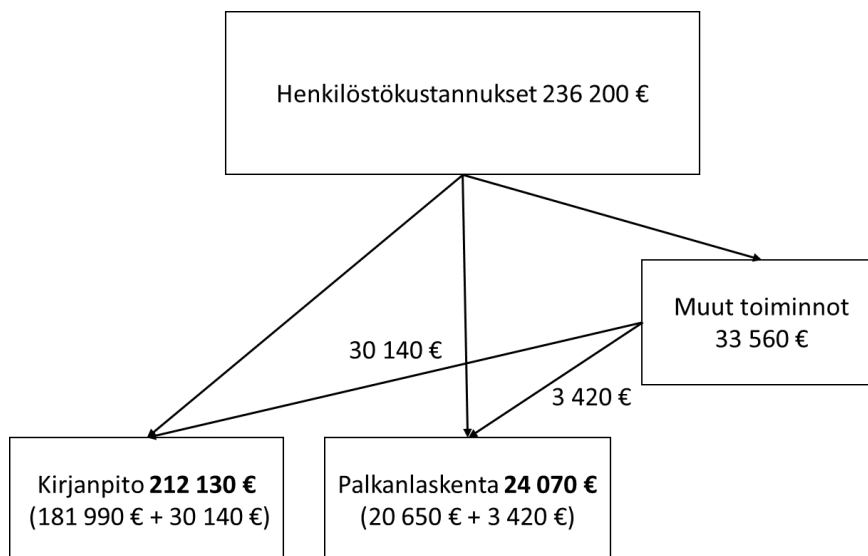 Henkilöstökustannukset 236 200 €
Muut toiminnot
33 560 €
30 140 €
3 420 €
Kirjanpito 212 130 €
(181 990 € + 30 140 €)
Palkanlaskenta 24 070 €
(20 650 € + 3 420 €)